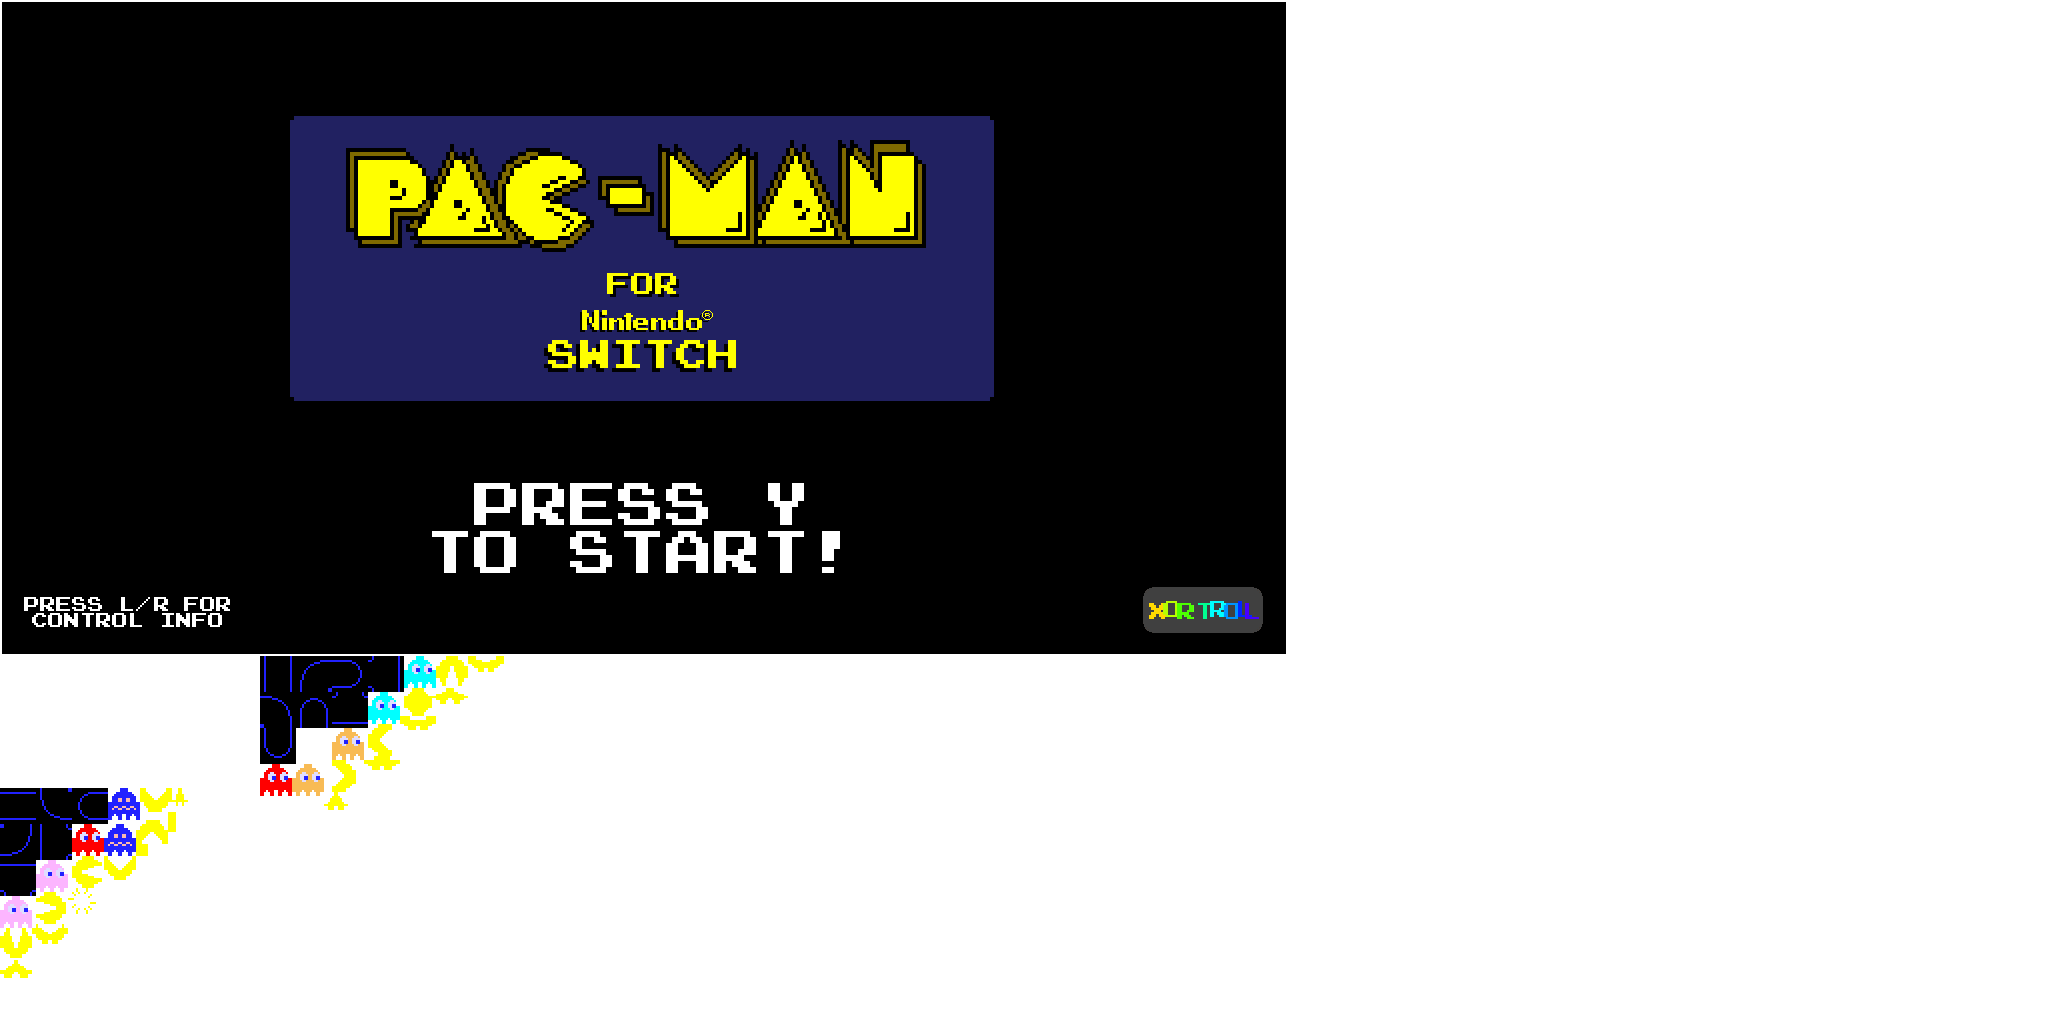 PAC-MAN
FOR
Nintendo®
SWITCH
PRESS Y
TO START!
PRESS L/R FOR
CONTROL INFO
XORTROLL